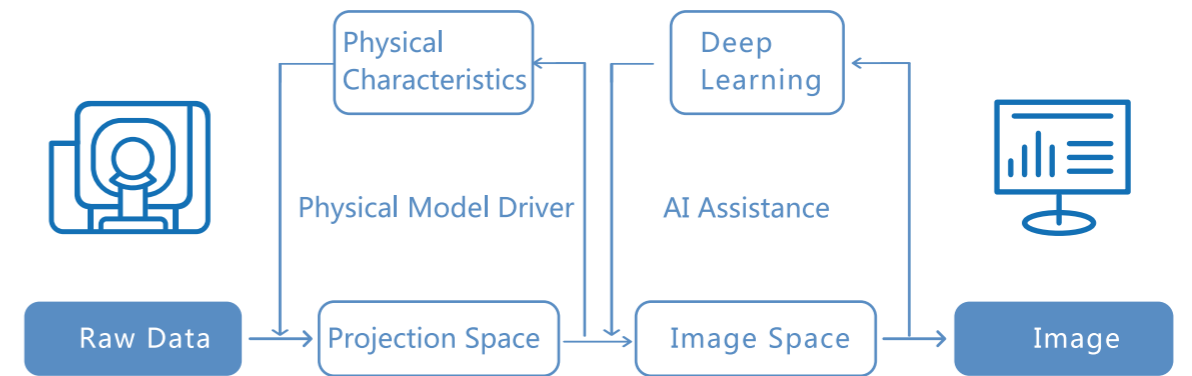 Physical
Characteristics
Deep
Learning
Physical Model Driver
AI Assistance
Raw Data
Projection Space
Image Space
Image